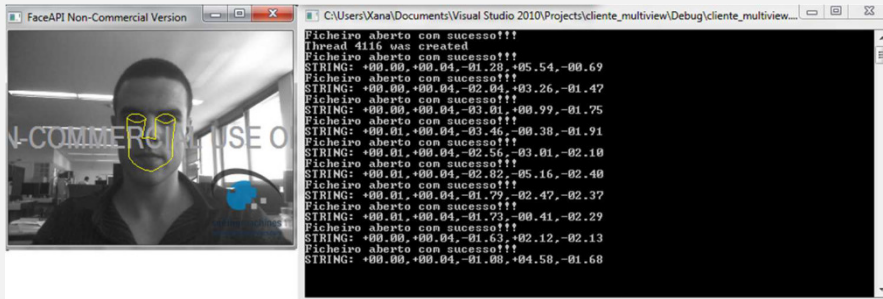 FaceAPI Non-Commercial Version
N-COMMERCIAL USE O
C:\Users\Xana\Documents\Visual Studio 2010\Projects\cliente_multiview\Debug\cliente_multiview....
Ficheiro aberto com sucesso!!!
Thread 4116 was created
Ficheiro aberto com sucesso!!!
STRING: +00.00,+00.04,-01.28,+05.54,-00.69
Ficheiro aberto com sucesso!!!
STRING: +00.00,+00.04,-02.04,+03.26,-01.47
Ficheiro aberto com sucesso!!!
STRING: +00.00,+00.04,-03.01,+00.99,-01.75
Ficheiro aberto com sucesso!!!
STRING: +00.01,+00.04,-03.46,-00.38,-01.91
Ficheiro aberto com sucesso!!!
STRING: +00.01,+00.04,-02.56,-03.01,-02.10
Ficheiro aberto com sucesso!!!
STRING: +00.01,+00.04,-02.82,-05.16,-02.40
Ficheiro aberto com sucesso!!!
STRING: +00.01,+00.04,-01.79,-02.47,-02.37
Ficheiro aberto com sucesso!!!
STRING: +00.01,+00.04,-01.73,-00.41,-02.29
Ficheiro aberto com sucesso!!!
STRING: +00.00,+00.04,-01.63,+02.12,-02.13
Ficheiro aberto com sucesso!!!
STRING: +00.00,+00.04,-01.08,+04.58,-01.68